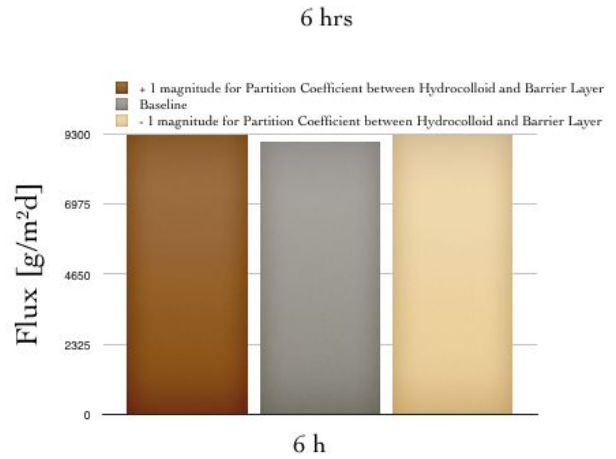 6 hrs
+ 1 magnitude for Partition Coefficient between Hydrocolloid and Barrier Layer
Baseline
- 1 magnitude for Partition Coefficient between Hydrocolloid and Barrier Layer
9300
6975
4650
2325
0
Flux [g/m²d]
6 h